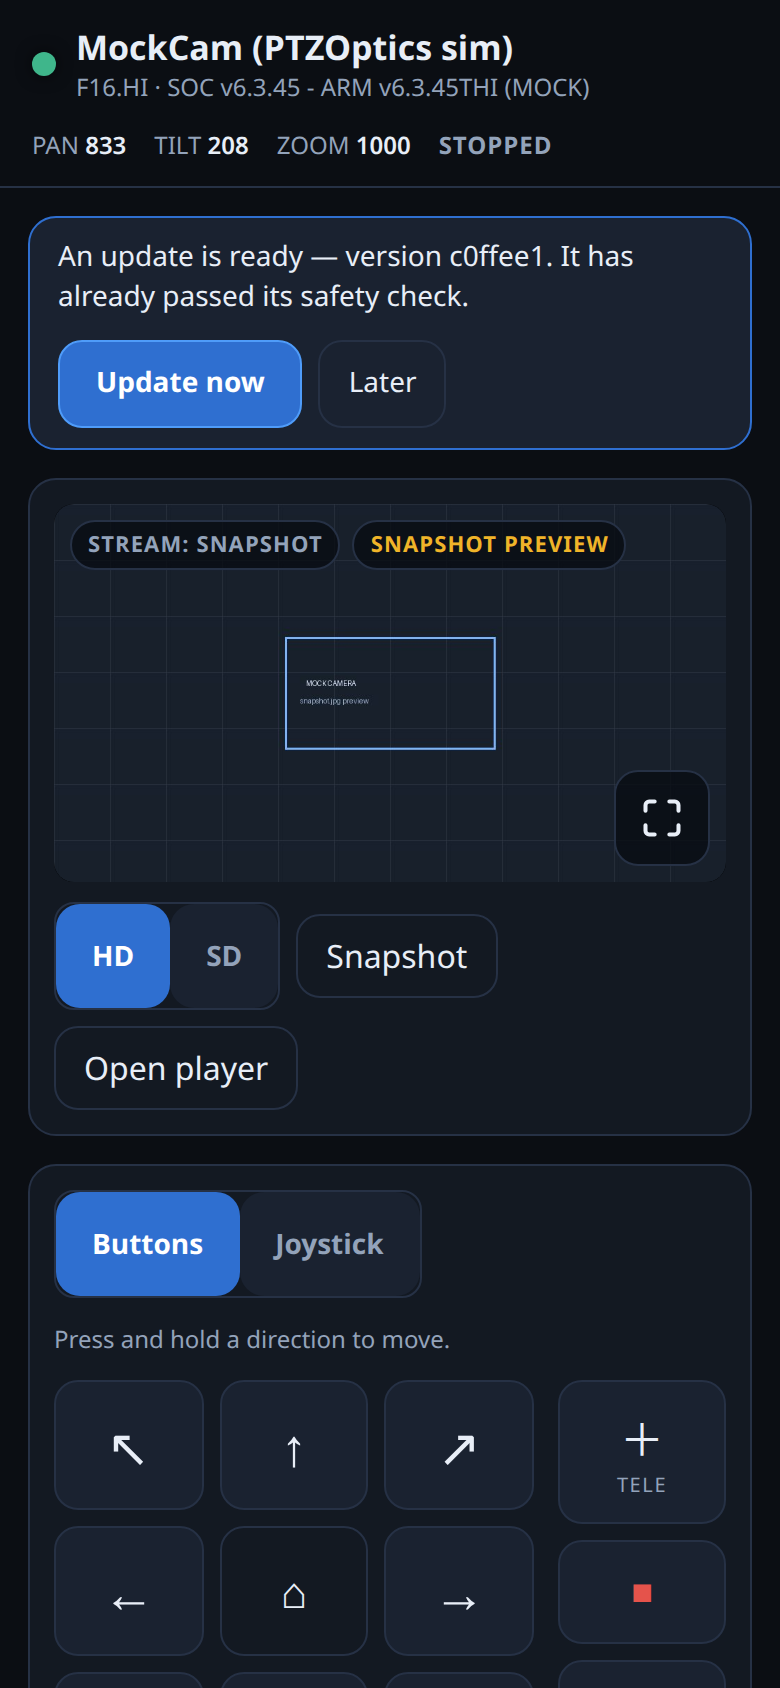 MockCam (PTZOptics sim)
F16.HI · SOC v6.3.45 - ARM v6.3.45THI (MOCK)
PAN 833 TILT 208 ZOOM 1000 STOPPED
An update is ready — version c0ffee1. It has
already passed its safety check.
Update now Later
STREAM: SNAPSHOT SNAPSHOT PREVIEW
MOCK CAMERA
snapshot.jpg preview
HD SD Snapshot
Open player
Buttons Joystick
Press and hold a direction to move.
TELE